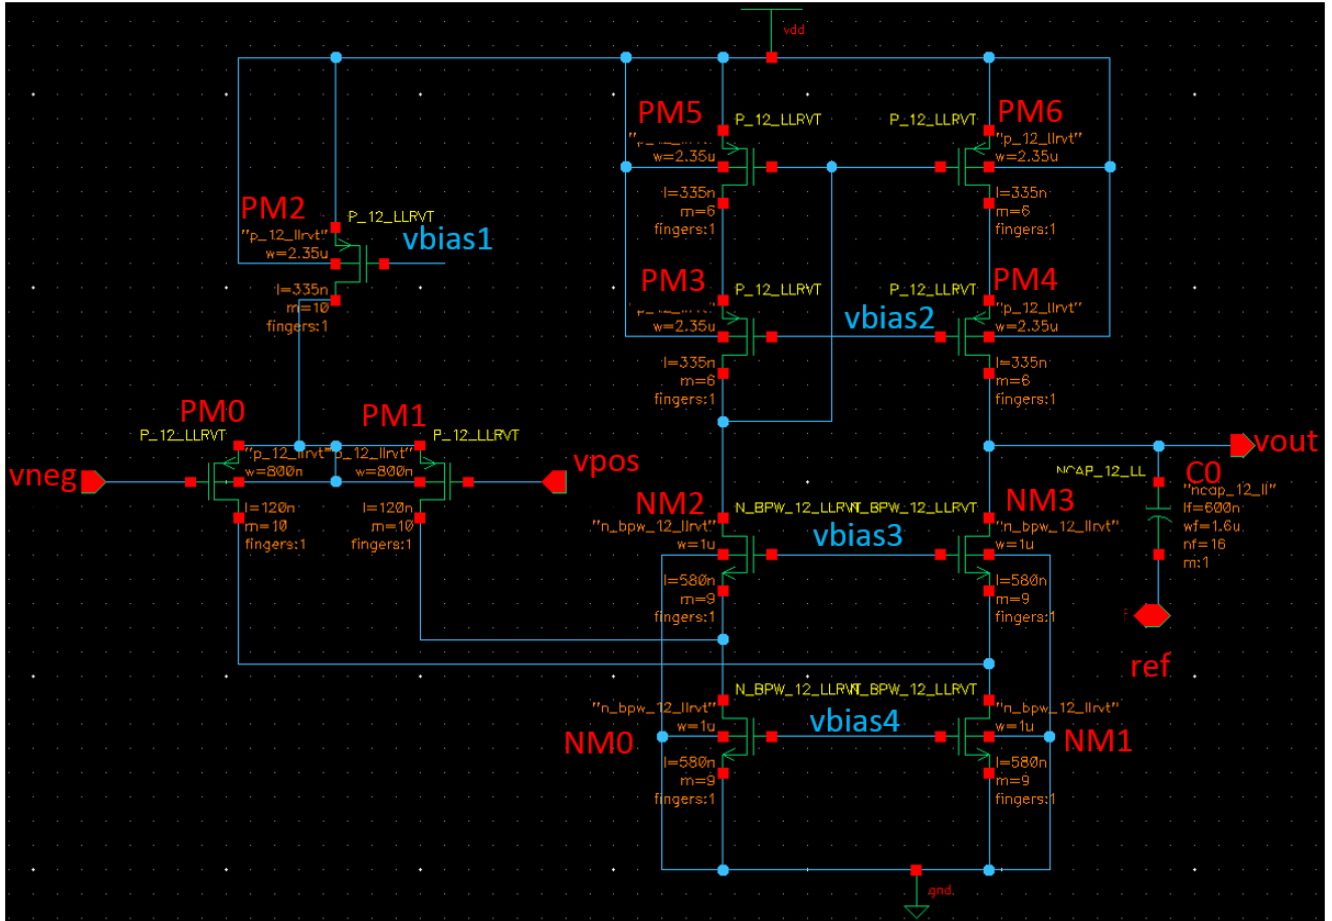 vdd
PM5
P_12_LLRVT
w=2.35u
l=335n
m=6
fingers:1
P_12_LLRVT
PM6
"p_12_llrvt"
w=2.35u
l=335n
m=6
fingers:1
PM2
P_12_LLRVT
"p_12_llrvt"
w=2.35u
vbias1
l=335n
m=10
fingers:1
PM3
P_12_LLRVT
w=2.35u
l=335n
m=6
fingers:1
vbias2
P_12_LLRVT
PM4
"p_12_llrvt"
w=2.35u
l=335n
m=6
fingers:1
PM0
P_12_LLRVT
"p_12_llrvt"
w=800n
vneg
l=120n
m=10
fingers:1
PM1
P_12_LLRVT
p_12_llrvt"
w=800n
vpos
l=120n
m=10
fingers:1
NM2
N_BPW_12_LLRVT
"n_bpw_12_llrvt"
w=1u
l=580n
m=9
fingers:1
vbias3
N_BPW_12_LLRVT
NM3
"n_bpw_12_llrvt"
w=1u
l=580n
m=9
fingers:1
vout
NCAP_12_LL
C0
"ncap_12_ll"
lf=600n
wf=1.6u
nf=16
m:1
ref
N_BPW_12_LLRVT
"n_bpw_12_llrvt"
w=1u
NM0
l=580n
m=9
fingers:1
vbias4
N_BPW_12_LLRVT
"n_bpw_12_llrvt"
w=1u
NM1
l=580n
m=9
fingers:1
gnd